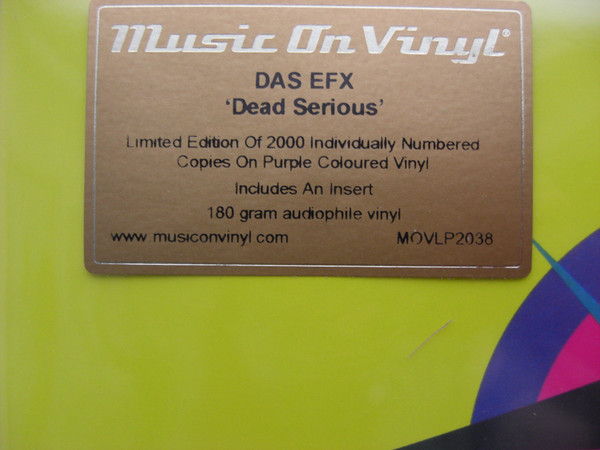 Music On Vinyl®
DAS EFX
‘Dead Serious’
Limited Edition Of 2000 Individually Numbered
Copies On Purple Coloured Vinyl
Includes An Insert
180 gram audiophile vinyl
www.musiconvinyl.com MOVLP2038